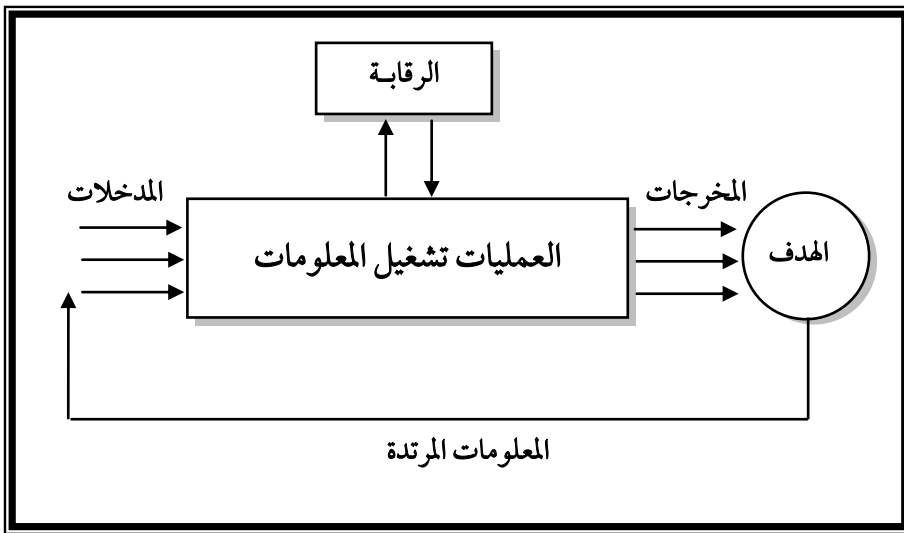 الرقابـة
المدخلات
المخرجات
العمليات تشغيل المعلومات
الهدف
المعلومات المرتدة